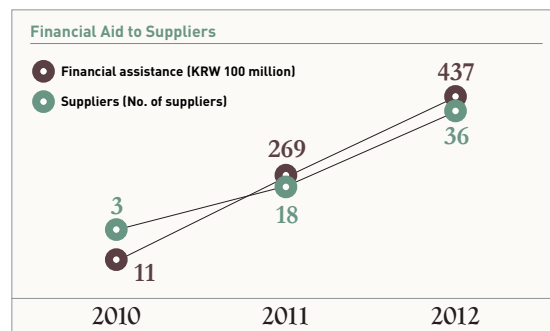 Financial Aid to Suppliers
Financial assistance (KRW 100 million)
Suppliers (No. of suppliers)
437
36
269
18
3
11
2010 2011 2012